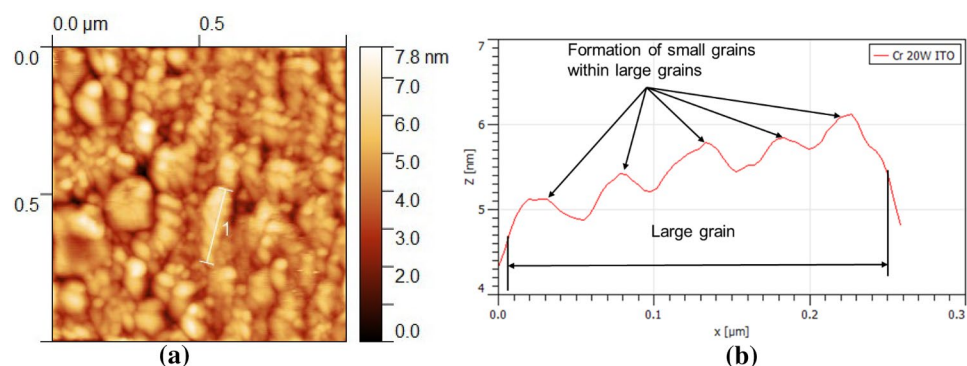 0.0 µm 0.5
0.0
0.5
7.8 nm
6.0
5.0
4.0
3.0
2.0
0.0
1
(a)
7
6
5
4
Z [nm]
Formation of small grains
within large grains
Cr 20W ITO
Large grain
0.0 0.1 0.2 0.3
x [µm]
(b)